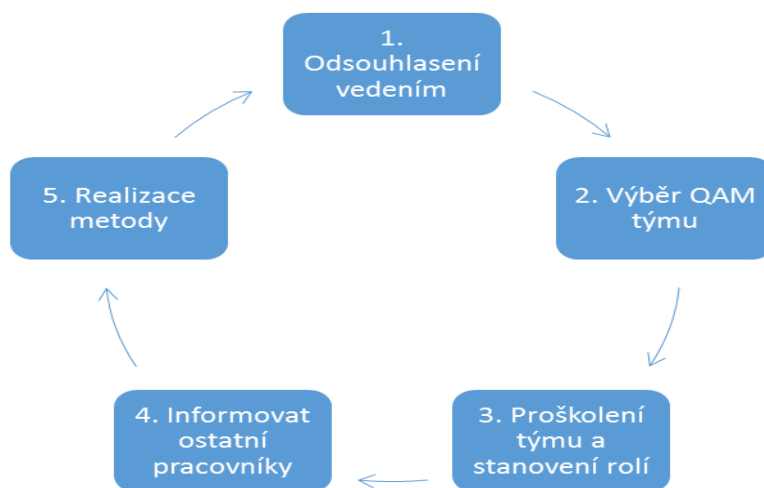 1.
Odsouhlasení
vedením
2. Výběr QAM
týmu
3. Proškolení
týmu a
stanovení rolí
4. Informovat
ostatní
pracovníky
5. Realizace
metody